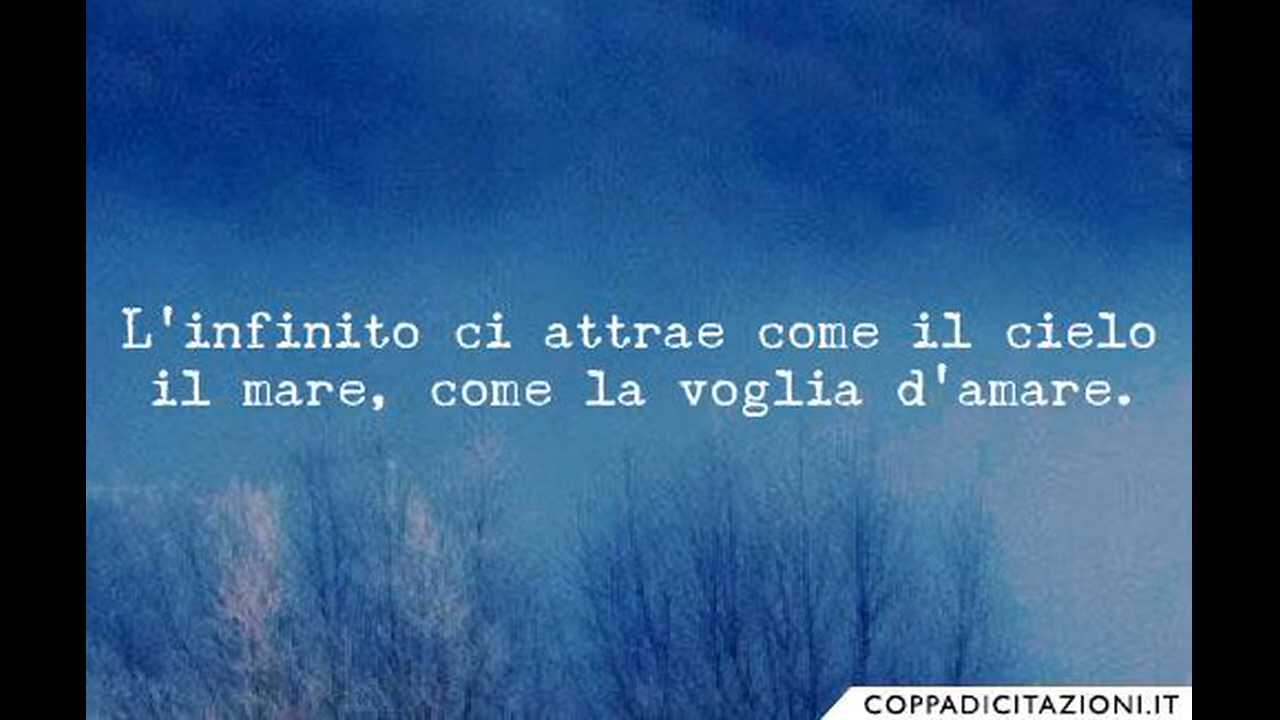 L'infinito ci attrae come il cielo
il mare, come la voglia d'amare.
COPPADICITAZIONI.IT